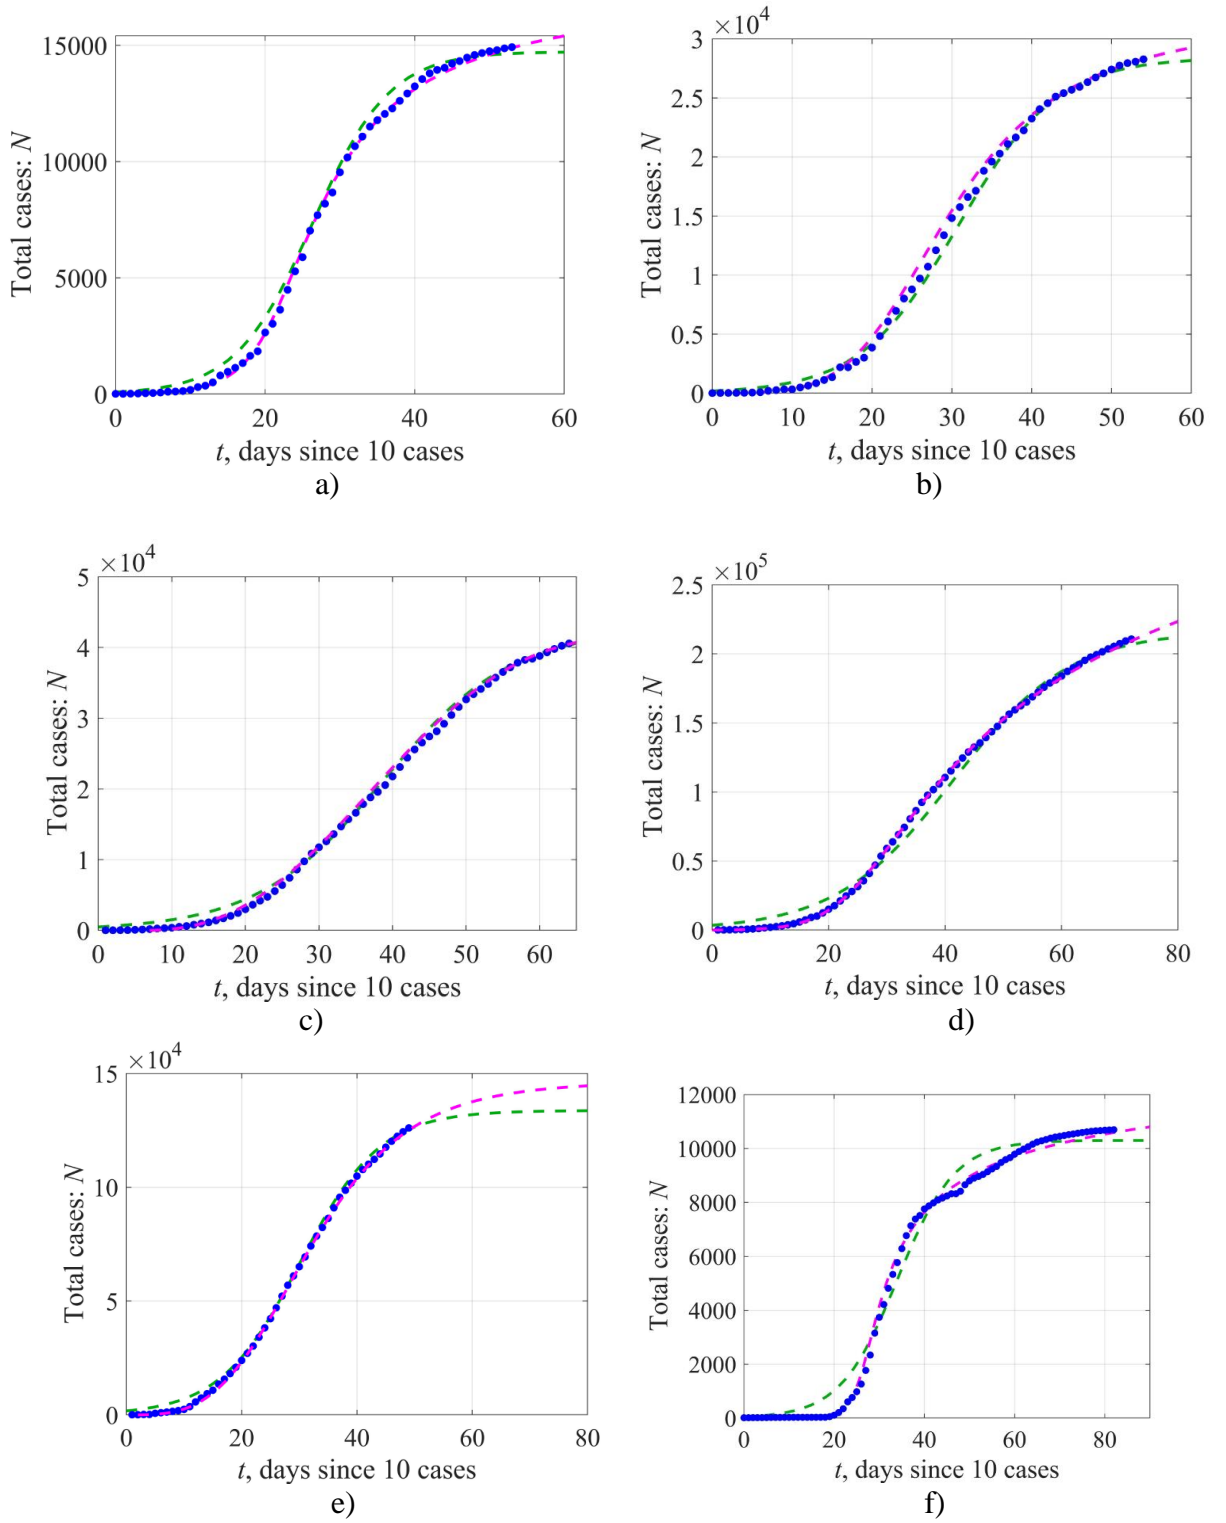 15000
10000
5000
0
Total cases: N
0 20 40 60
t, days since 10 cases
a)
×10^4
3
2.5
2
1.5
1
0.5
0
Total cases: N
0 10 20 30 40 50 60
t, days since 10 cases
b)
×10^4
5
4
3
2
1
0
Total cases: N
0 10 20 30 40 50 60
t, days since 10 cases
c)
×10^5
2.5
2
1.5
1
0.5
0
Total cases: N
0 20 40 60 80
t, days since 10 cases
d)
×10^4
15
10
5
0
Total cases: N
0 20 40 60 80
t, days since 10 cases
e)
12000
10000
8000
6000
4000
2000
0
Total cases: N
0 20 40 60 80
t, days since 10 cases
f)